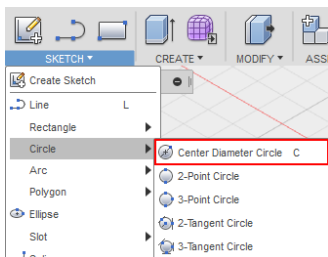 SKETCH ▾ CREATE ▾ MODIFY ▾ ASS
Create Sketch
Line L
Rectangle
Circle
Center Diameter Circle C
Arc
2-Point Circle
Polygon
3-Point Circle
Ellipse
2-Tangent Circle
Slot
3-Tangent Circle